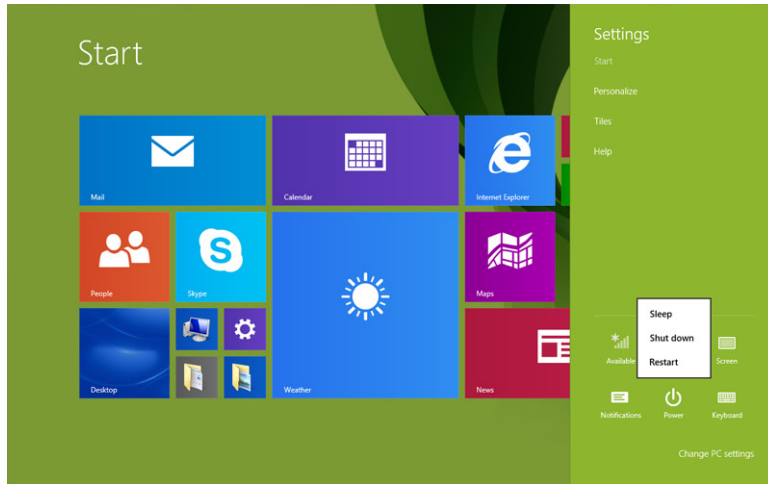 Start
Mail
Calendar
Internet Explorer
People
Skype
Maps
Desktop
Weather
News
Settings
Start
Personalize
Tiles
Help
Sleep
Shut down
Restart
Available
Screen
Notifications
Power
Keyboard
Change PC settings